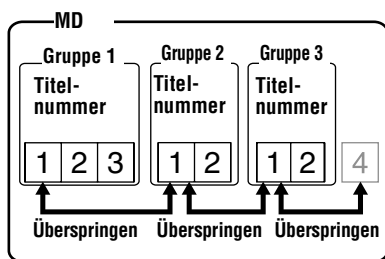 MD
Gruppe 1 Gruppe 2 Gruppe 3
Titel- Titel- Titel-
nummer nummer nummer
1 2 3 1 2 1 2 4
Überspringen Überspringen Überspringen